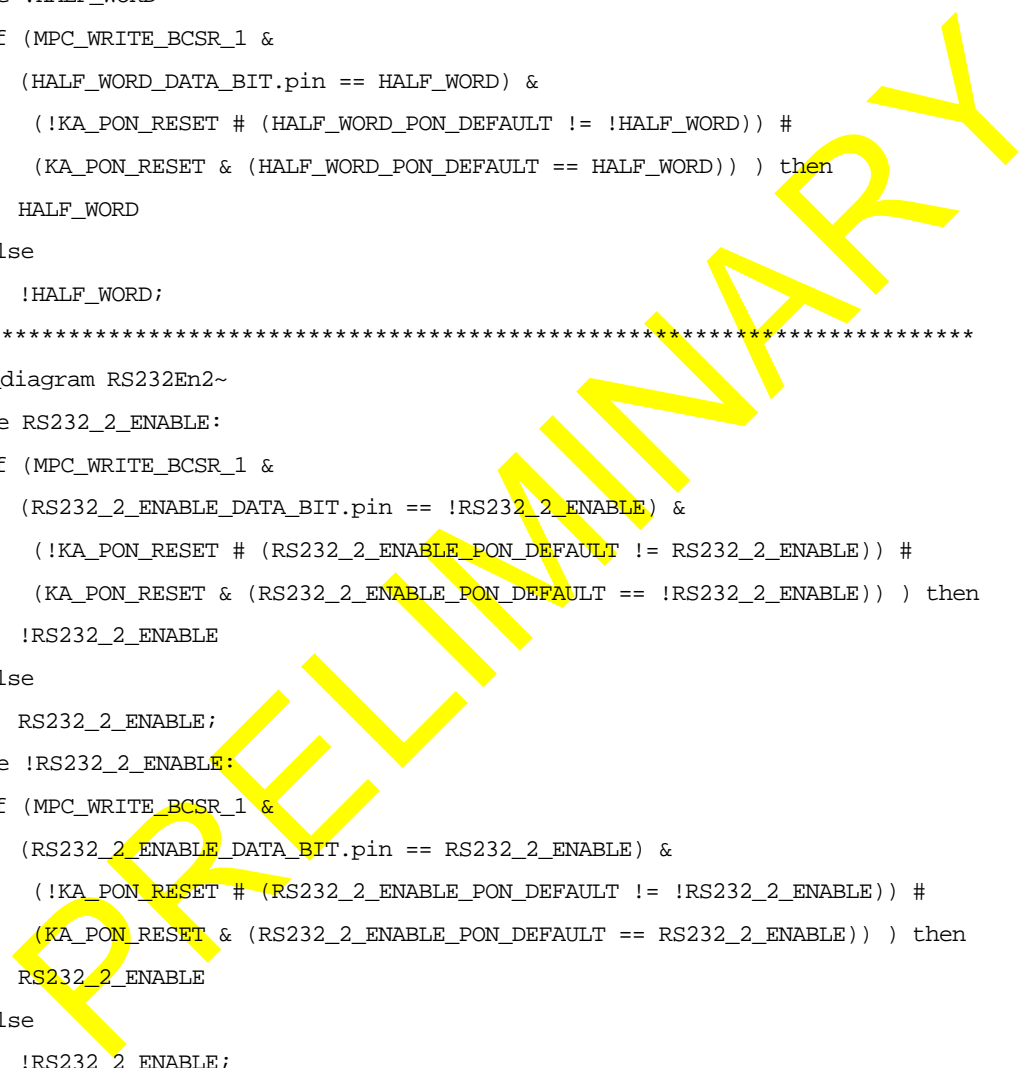 f (MPC_WRITE_BCSR_1 &
(HALF_WORD_DATA_BIT.pin == HALF_WORD) &
(!KA_PON_RESET # (HALF_WORD_PON_DEFAULT != !HALF_WORD)) #
(KA_PON_RESET & (HALF_WORD_PON_DEFAULT == HALF_WORD)) ) then
HALF_WORD
lse
!HALF_WORD;
*************************************************************************
_diagram RS232En2~
e RS232_2_ENABLE:
f (MPC_WRITE_BCSR_1 &
(RS232_2_ENABLE_DATA_BIT.pin == !RS232_2_ENABLE) &
(!KA_PON_RESET # (RS232_2_ENABLE_PON_DEFAULT != RS232_2_ENABLE)) #
(KA_PON_RESET & (RS232_2_ENABLE_PON_DEFAULT == !RS232_2_ENABLE)) ) then
!RS232_2_ENABLE
lse
RS232_2_ENABLE;
e !RS232_2_ENABLE:
f (MPC_WRITE_BCSR_1 &
(RS232_2_ENABLE_DATA_BIT.pin == RS232_2_ENABLE) &
(!KA_PON_RESET # (RS232_2_ENABLE_PON_DEFAULT != !RS232_2_ENABLE)) #
(KA_PON_RESET & (RS232_2_ENABLE_PON_DEFAULT == RS232_2_ENABLE)) ) then
RS232_2_ENABLE
lse
!RS232_2_ENABLE;
PRELIMINARY